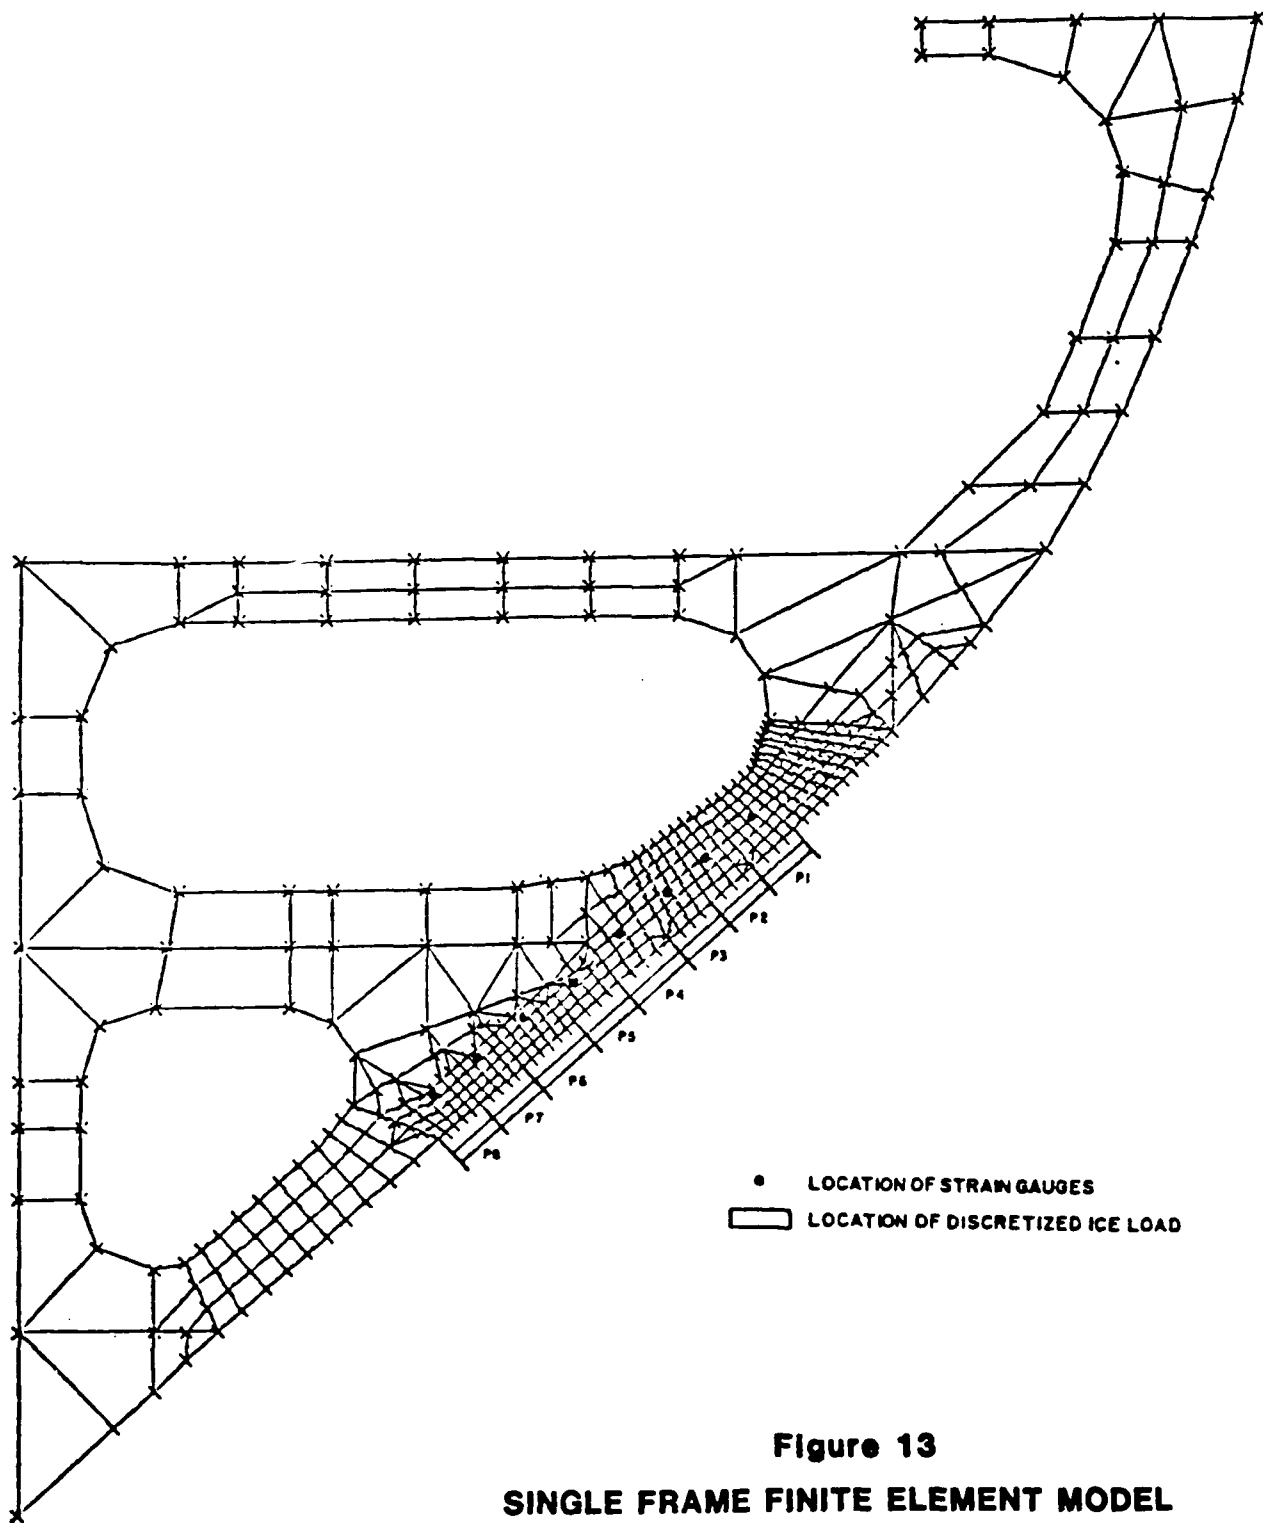 P1
P2
P3
P4
P5
P6
P7
P8
LOCATION OF STRAIN GAUGES
LOCATION OF DISCRETIZED ICE LOAD
Figure 13
SINGLE FRAME FINITE ELEMENT MODEL